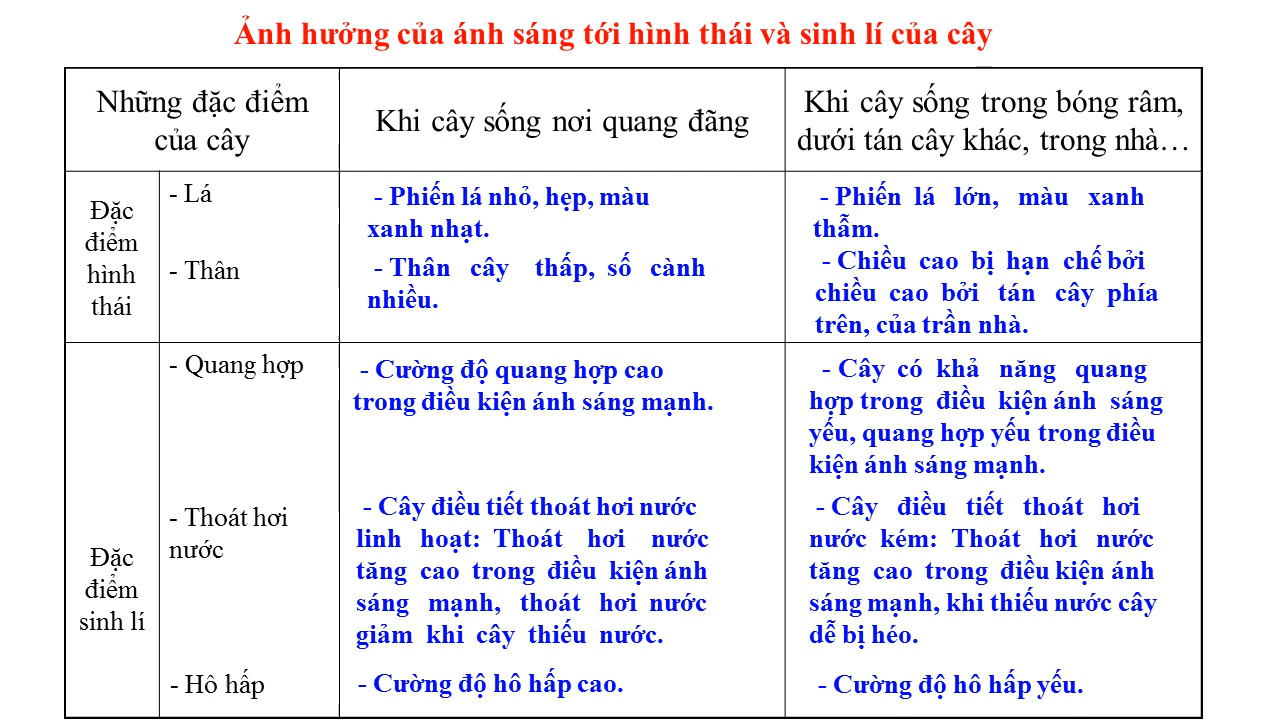 Ảnh hưởng của ánh sáng tới hình thái và sinh lí của cây
Những đặc điểm
của cây
Khi cây sống nơi quang đãng
Khi cây sống trong bóng râm,
dưới tán cây khác, trong nhà…
Đặc
điểm
hình
thái
- Lá
- Phiến lá nhỏ, hẹp, màu
xanh nhạt.
- Phiến lá lớn, màu xanh
thẫm.
- Thân
- Thân cây thấp, số cành
nhiều.
- Chiều cao bị hạn chế bởi
chiều cao bởi tán cây phía
trên, của trần nhà.
Đặc
điểm
sinh lí
- Quang hợp
- Cường độ quang hợp cao
trong điều kiện ánh sáng mạnh.
- Cây có khả năng quang
hợp trong điều kiện ánh sáng
yếu, quang hợp yếu trong điều
kiện ánh sáng mạnh.
- Thoát hơi
nước
- Cây điều tiết thoát hơi nước
linh hoạt: Thoát hơi nước
tăng cao trong điều kiện ánh
sáng mạnh, thoát hơi nước
giảm khi cây thiếu nước.
- Cây điều tiết thoát hơi
nước kém: Thoát hơi nước
tăng cao trong điều kiện ánh
sáng mạnh, khi thiếu nước cây
dễ bị héo.
- Hô hấp
- Cường độ hô hấp cao.
- Cường độ hô hấp yếu.